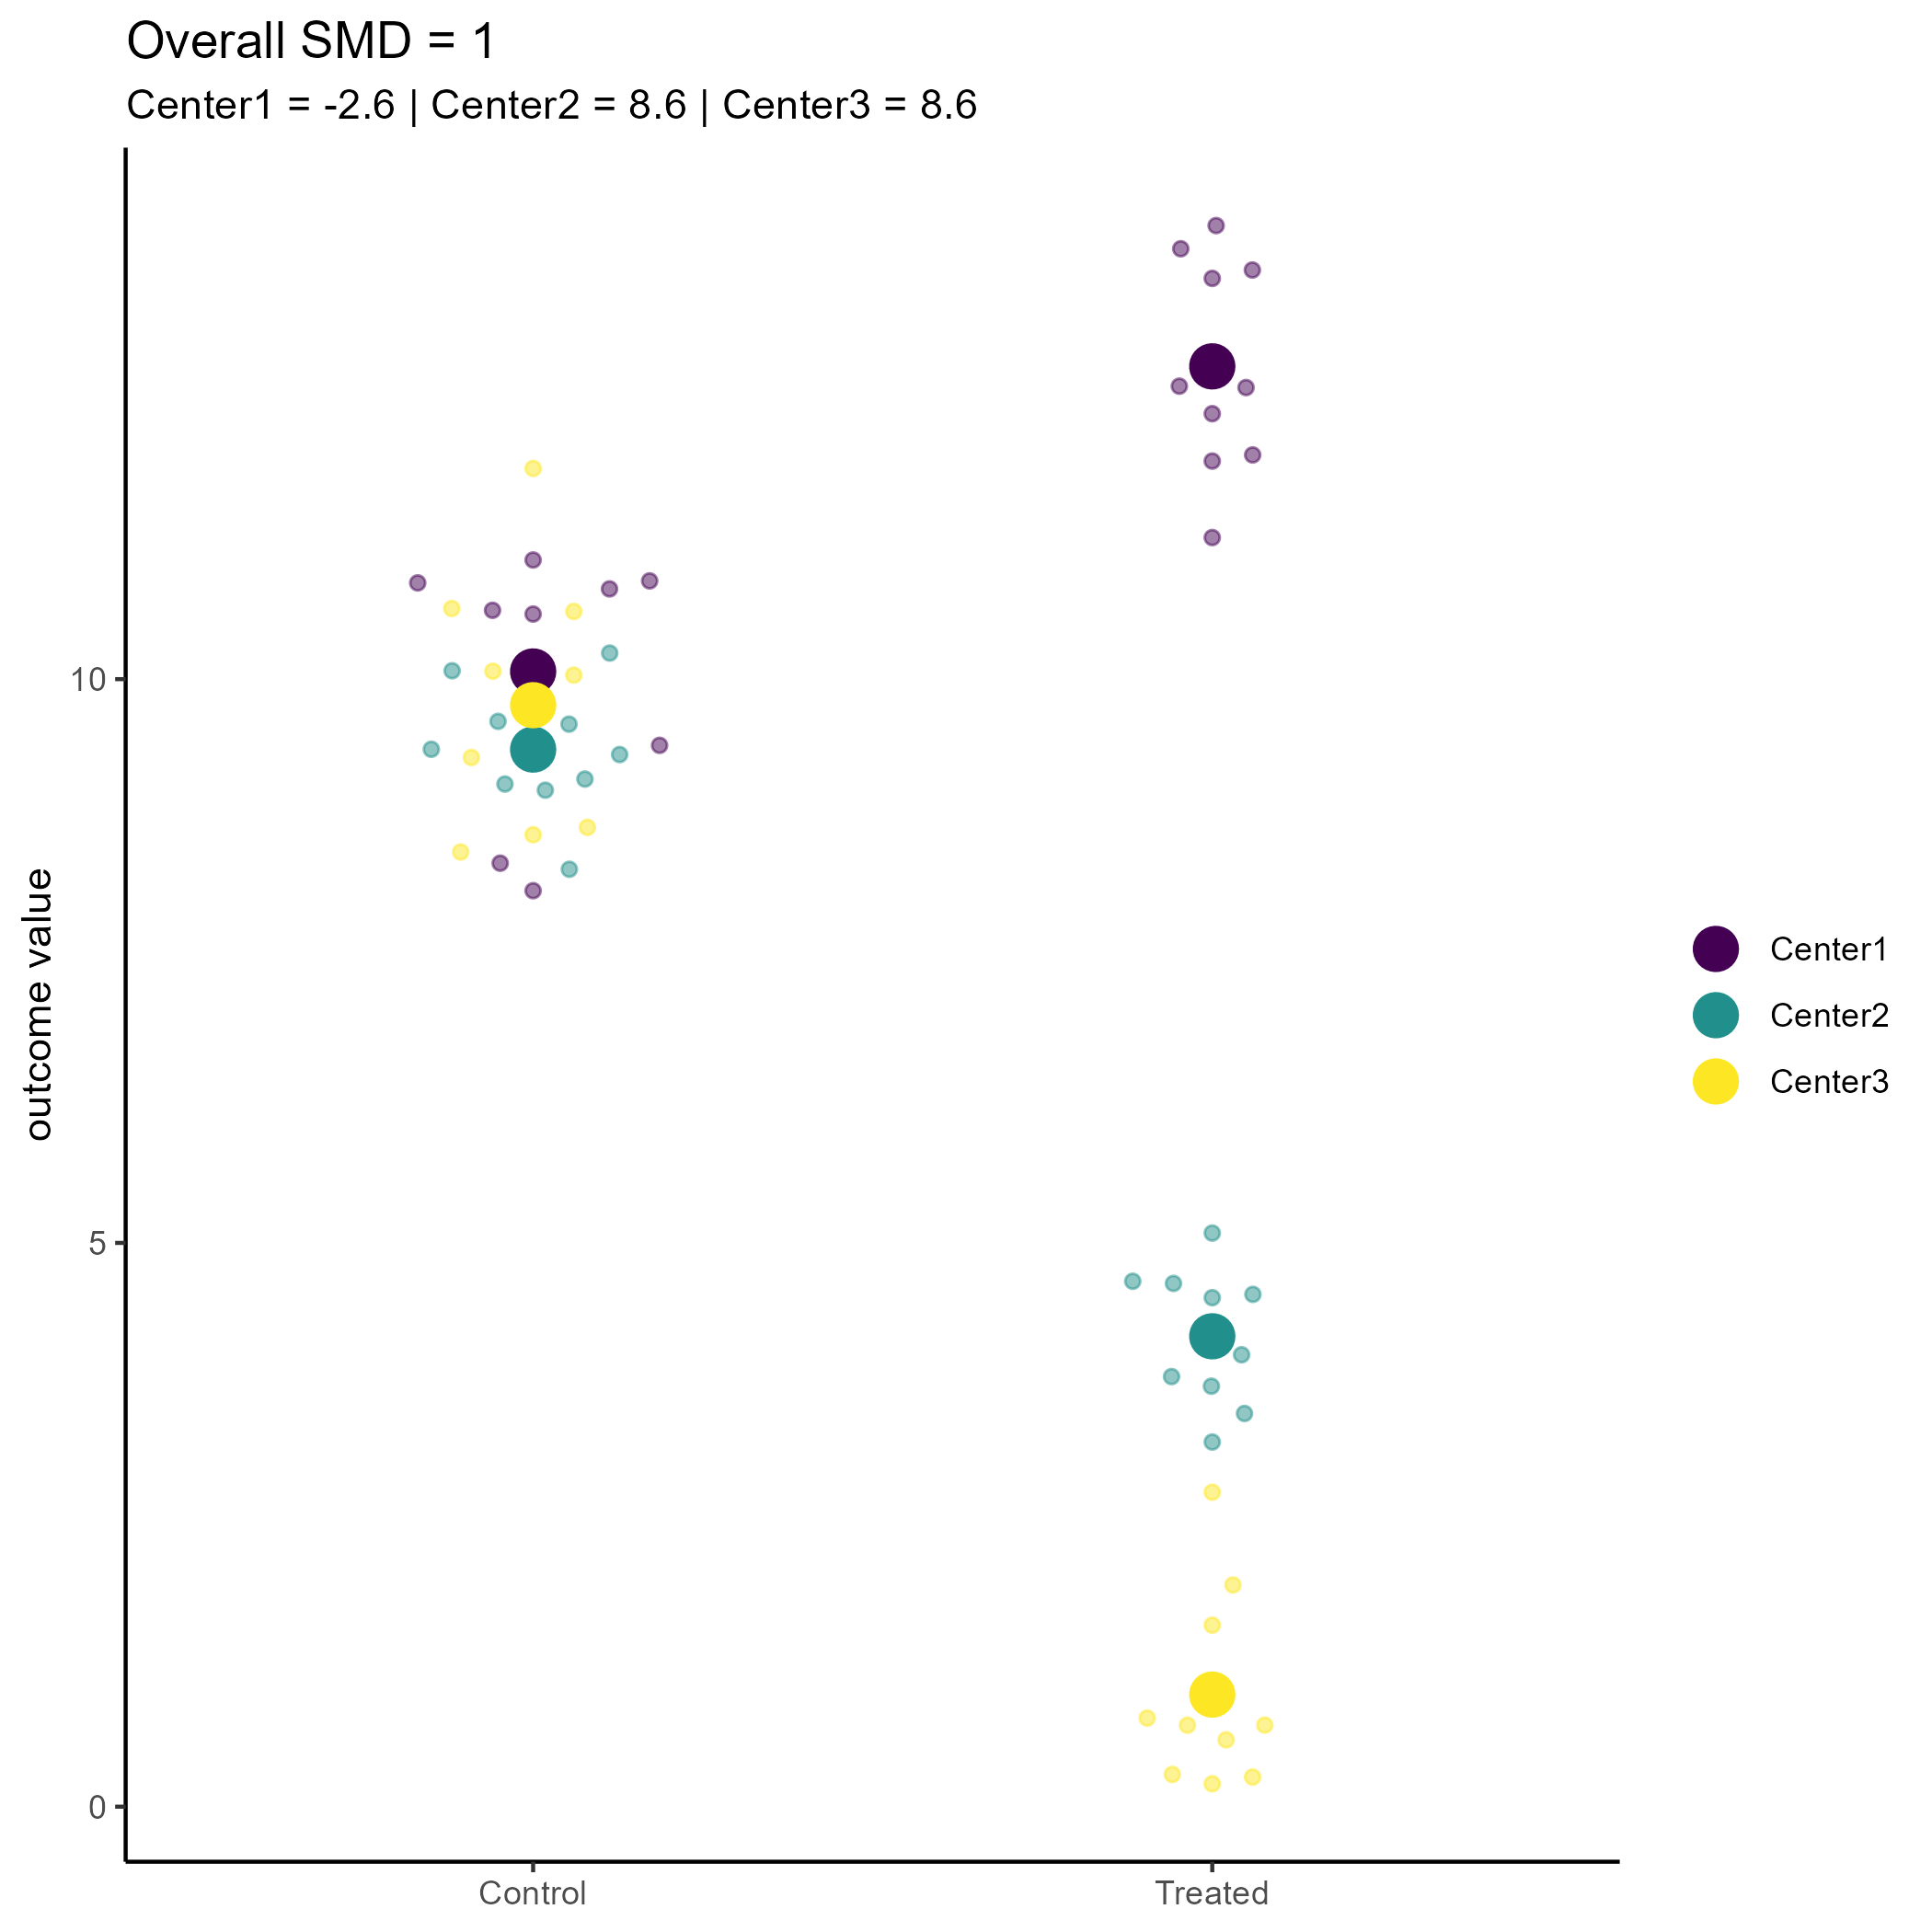 Overall SMD = 1
Center1 = -2.6 | Center2 = 8.6 | Center3 = 8.6
outcome value
10
5
0
Control
Treated
Center1
Center2
Center3